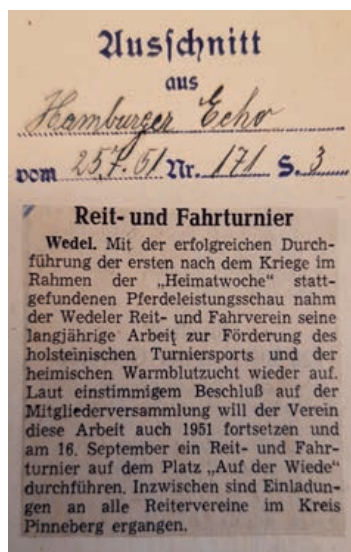 Ausschnitt
aus
Hamburger Echo
vom 25.7.51 Nr. 171 S. 3
Reit- und Fahrturnier
Wedel. Mit der erfolgreichen Durch-
führung der ersten nach dem Kriege im
Rahmen der „Heimatwoche" statt-
gefundenen Pferdeleistungsschau nahm
der Wedeler Reit- und Fahrverein seine
langjährige Arbeit zur Förderung des
holsteinischen Turniersports und der
heimischen Warmblutzucht wieder auf.
Laut einstimmigem Beschluß auf der
Mitgliederversammlung will der Verein
diese Arbeit auch 1951 fortsetzen und
am 16. September ein Reit- und Fahr-
turnier auf dem Platz „Auf der Wiede"
durchführen. Inzwischen sind Einladun-
gen an alle Reitervereine im Kreis
Pinneberg ergangen.